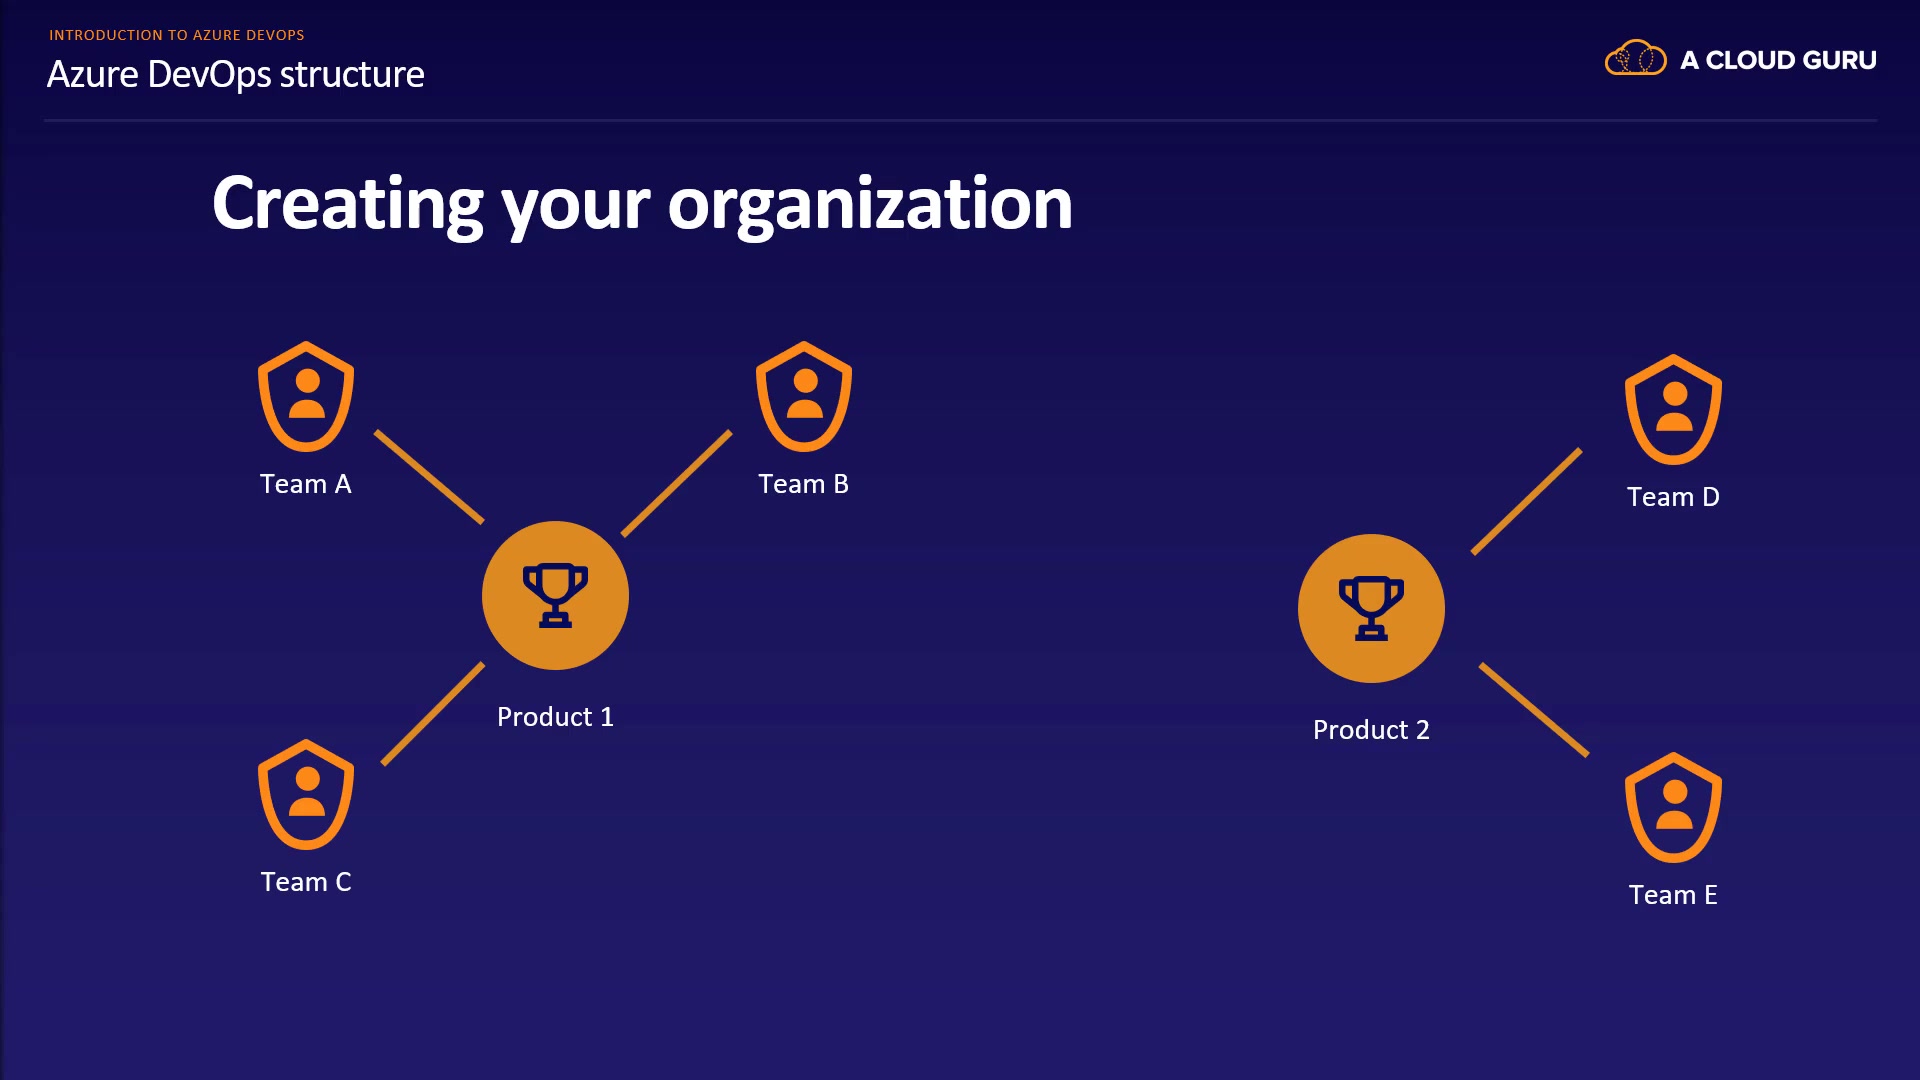 INTRODUCTION TO AZURE DEVOPS
Azure DevOps structure
A CLOUD GURU
Creating your organization
Team A
Team B
Team D
Product 1
Product 2
Team C
Team E